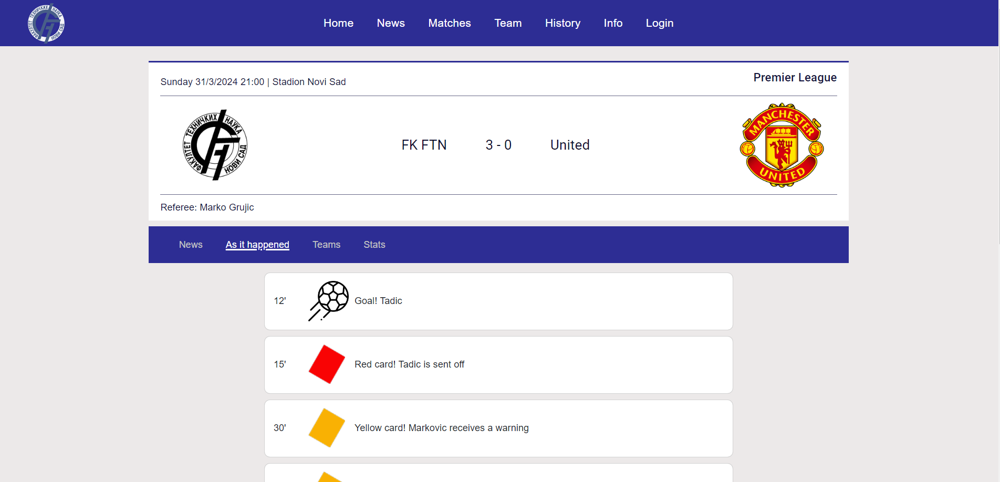 ФАКУЛТЕТ ТЕХНИЧКИХ НАУКА НОВИ САД
Home News Matches Team History Info Login
Sunday 31/3/2024 21:00 | Stadion Novi Sad
Premier League
ФАКУЛТЕТ ТЕХНИЧКИХ НАУКА НОВИ САД
FK FTN 3 - 0 United
MANCHESTER
UNITED
Referee: Marko Grujic
News As it happened Teams Stats
12' Goal! Tadic
15' Red card! Tadic is sent off
30' Yellow card! Markovic receives a warning